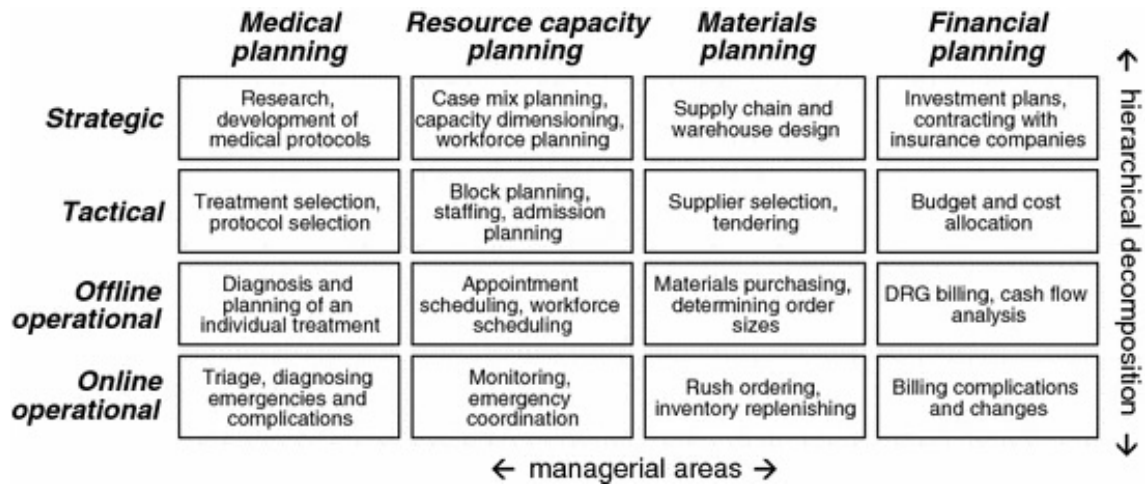 Medical planning
Resource capacity planning
Materials planning
Financial planning
Strategic
Research,
development of
medical protocols
Case mix planning,
capacity dimensioning,
workforce planning
Supply chain and
warehouse design
Investment plans,
contracting with
insurance companies
Tactical
Treatment selection,
protocol selection
Block planning,
staffing, admission
planning
Supplier selection,
tendering
Budget and cost
allocation
Offline
operational
Diagnosis and
planning of an
individual treatment
Appointment
scheduling, workforce
scheduling
Materials purchasing,
determining order
sizes
DRG billing, cash flow
analysis
Online
operational
Triage, diagnosing
emergencies and
complications
Monitoring,
emergency
coordination
Rush ordering,
inventory replenishing
Billing complications
and changes
← managerial areas →
← hierarchical decomposition →